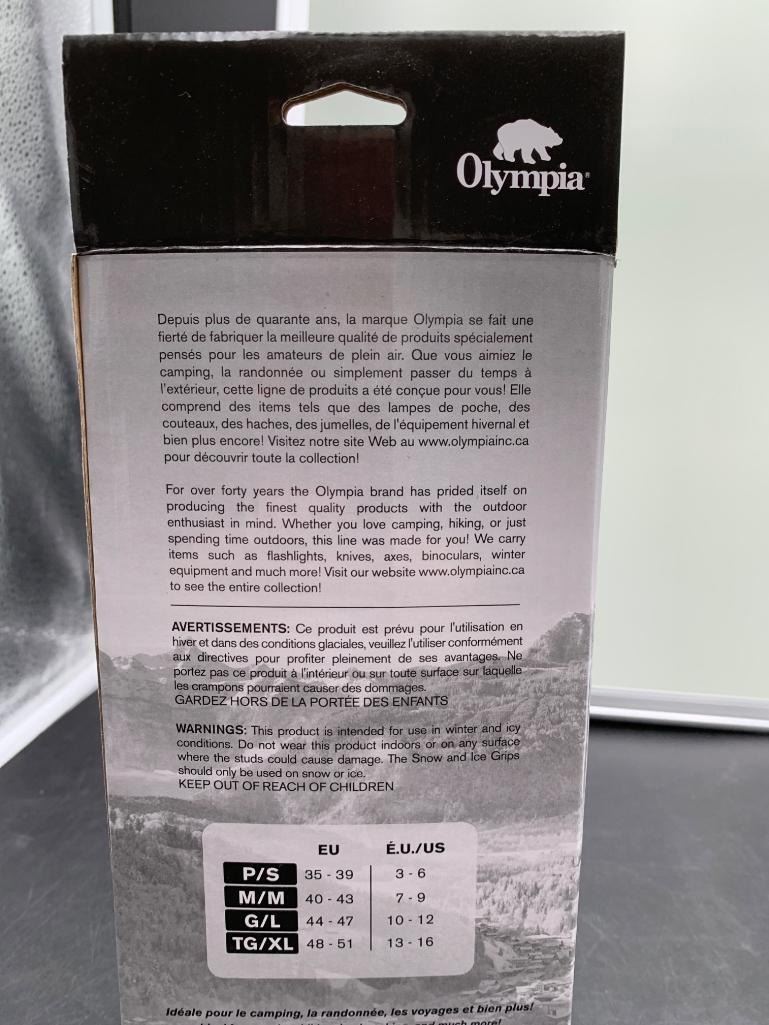 Olympia
Depuis plus de quarante ans, la marque Olympia se fait une
fierté de fabriquer la meilleure qualité de produits spécialement
pensés pour les amateurs de plein air. Que vous aimiez le
camping, la randonnée ou simplement passer du temps à
l'extérieur, cette ligne de produits a été conçue pour vous! Elle
comprend des items tels que des lampes de poche, des
couteaux, des haches, des jumelles, de l'équipement hivernal et
bien plus encore! Visitez notre site Web au www.olympiainc.ca
pour découvrir toute la collection!
For over forty years the Olympia brand has prided itself on
producing the finest quality products with the outdoor
enthusiast in mind. Whether you love camping, hiking, or just
spending time outdoors, this line was made for you! We carry
items such as flashlights, knives, axes, binoculars, winter
equipment and much more! Visit our website www.olympiainc.ca
to see the entire collection!
AVERTISSEMENTS: Ce produit est prévu pour l'utilisation en
hiver et dans des conditions glaciales, veuillez l'utiliser conformément
aux directives pour profiter pleinement de ses avantages. Ne
portez pas ce produit à l'intérieur ou sur toute surface sur laquelle
les crampons pourraient causer des dommages.
GARDEZ HORS DE LA PORTÉE DES ENFANTS
WARNINGS: This product is intended for use in winter and icy
conditions. Do not wear this product indoors or on any surface
where the studs could cause damage. The Snow and Ice Grips
should only be used on snow or ice.
KEEP OUT OF REACH OF CHILDREN
EU É.U./US
P/S 35 - 39 3 - 6
M/M 40 - 43 7 - 9
G/L 44 - 47 10 - 12
TG/XL 48 - 51 13 - 16
Idéale pour le camping, la randonnée, les voyages et bien plus!
and much more!